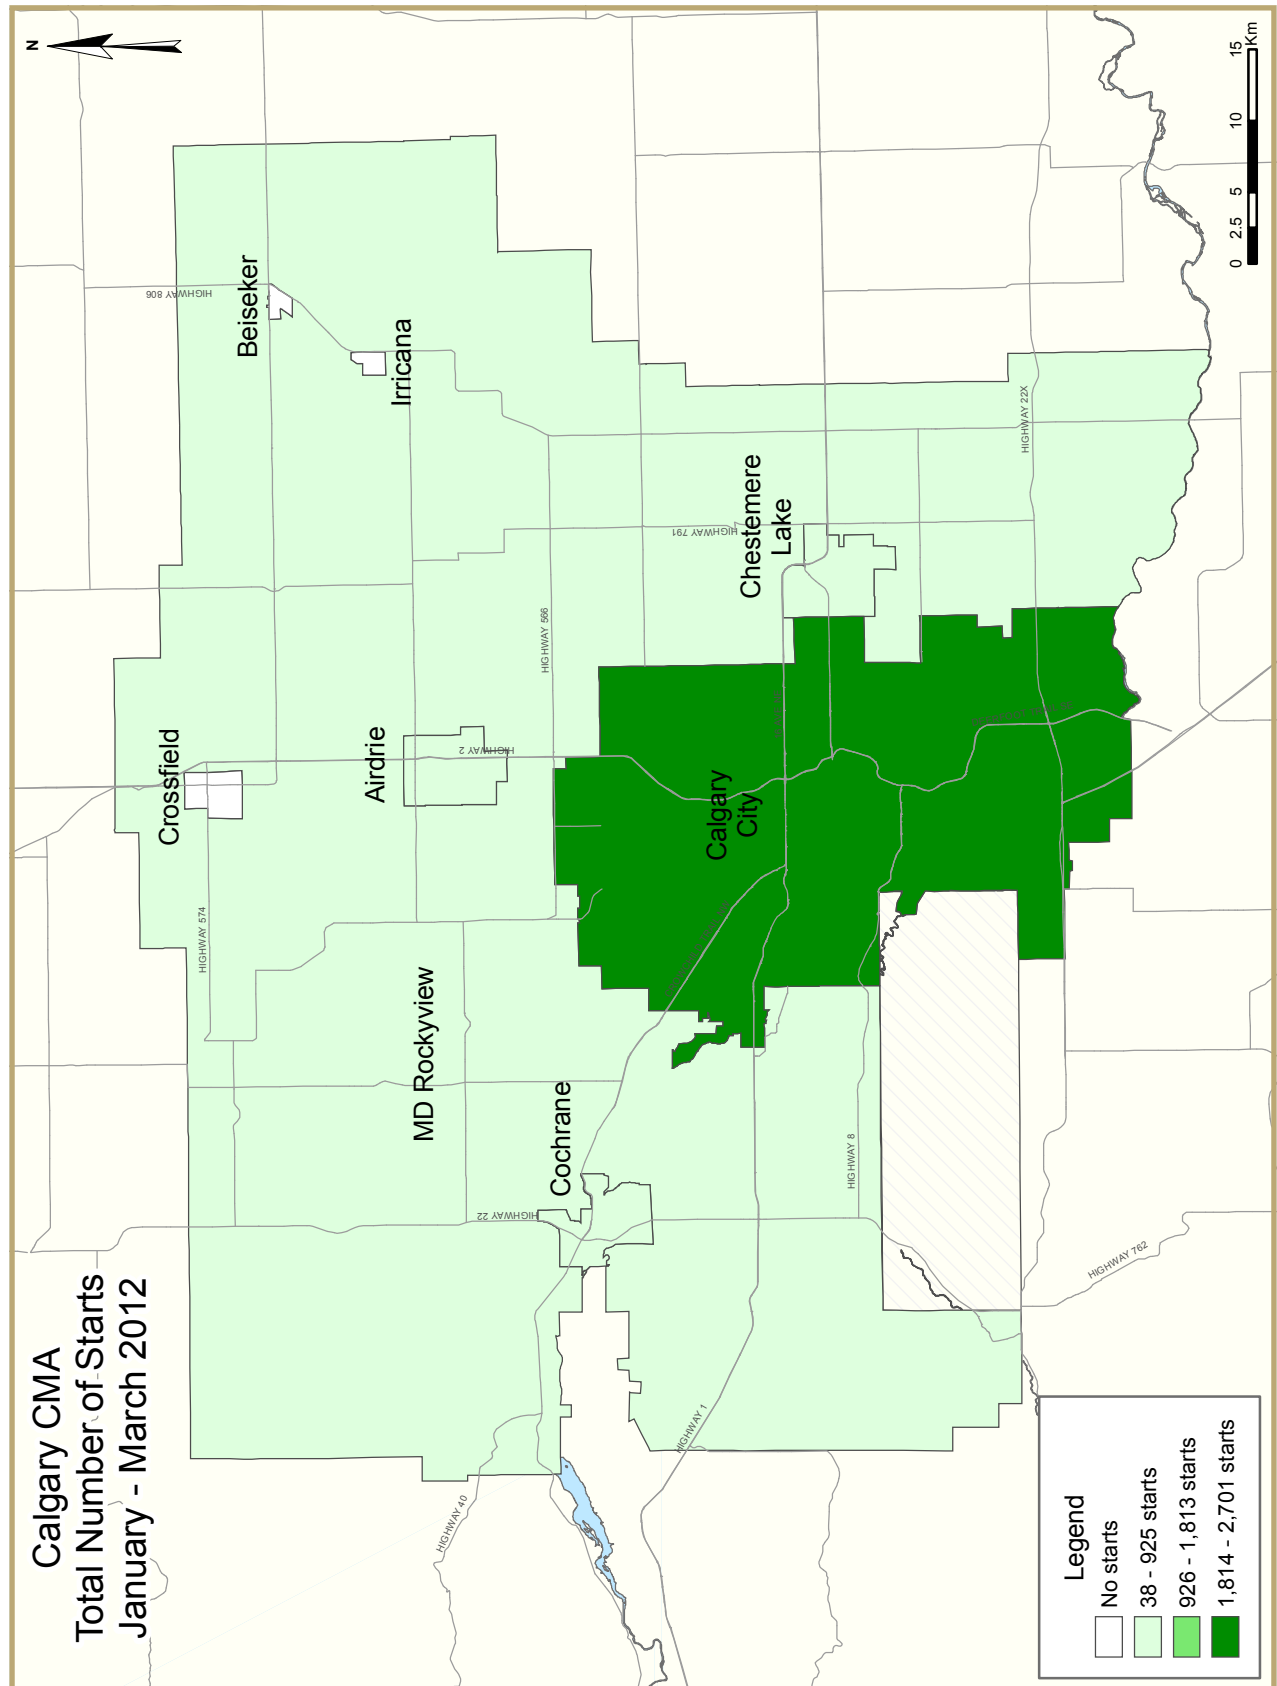 Calgary CMA
Total Number of Starts
January - March 2012
N
Crossfield
Beiseker
Irricana
Airdrie
MD Rockyview
Cochrane
Calgary
City
Chestemere
Lake
HIGHWAY 806
HIGHWAY 574
HIGHWAY 2
HIGHWAY 566
HIGHWAY 791
HIGHWAY 22X
HIGHWAY 22
HIGHWAY 8
HIGHWAY 40
HIGHWAY 1
HIGHWAY 762
Legend
No starts
38 - 925 starts
926 - 1,813 starts
1,814 - 2,701 starts
0 2.5 5 10 15
Km